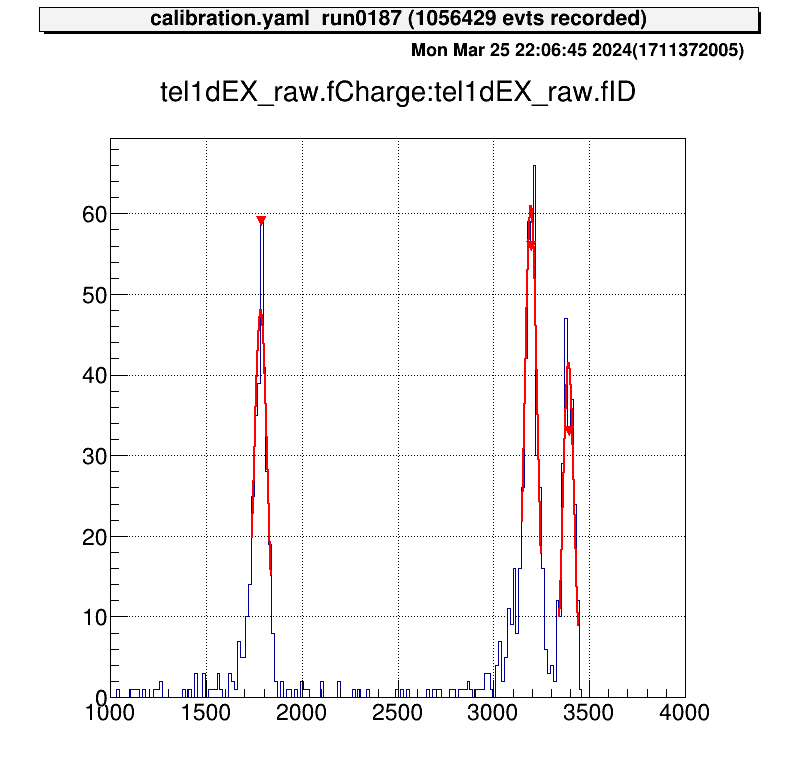 calibration.yaml run0187 (1056429 evts recorded)
Mon Mar 25 22:06:45 2024(1711372005)
tel1dEX_raw.fCharge:tel1dEX_raw.fID
60
50
40
30
20
10
0
1000 1500 2000 2500 3000 3500 4000